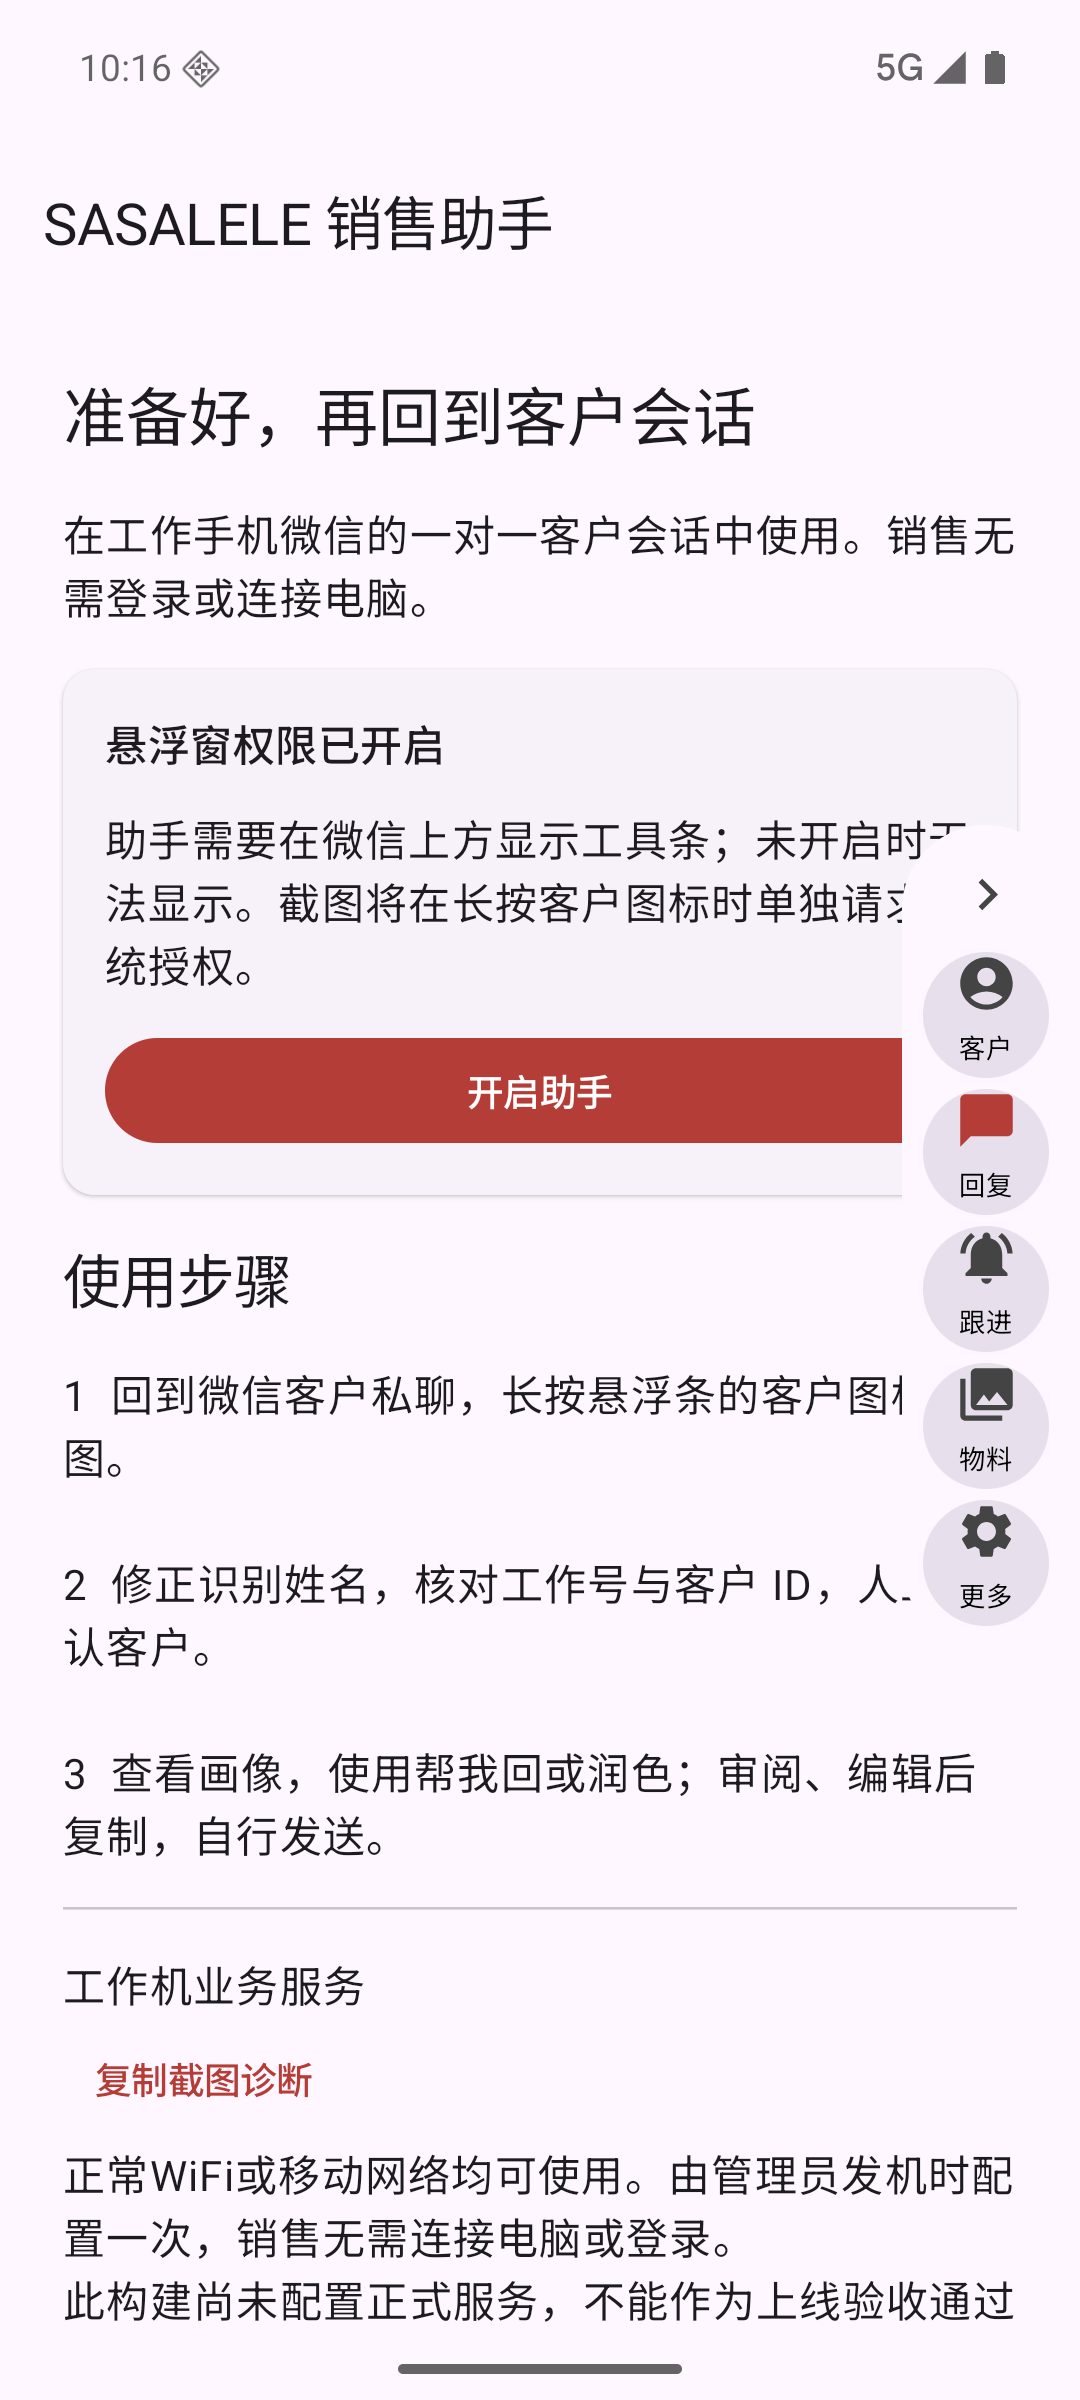 10:16
5G
SASALELE 销售助手
准备好，再回到客户会话
在工作手机微信的一对一客户会话中使用。销售无
需登录或连接电脑。
悬浮窗权限已开启
助手需要在微信上方显示工具条；未开启时无
法显示。截图将在长按客户图标时单独请求
统授权。
开启助手
客户
回复
跟进
物料
更多
使用步骤
1 回到微信客户私聊，长按悬浮条的客户图
图。
2 修正识别姓名，核对工作号与客户 ID，人
认客户。
3 查看画像，使用帮我回或润色；审阅、编辑后
复制，自行发送。
工作机业务服务
复制截图诊断
正常WiFi或移动网络均可使用。由管理员发机时配
置一次，销售无需连接电脑或登录。
此构建尚未配置正式服务，不能作为上线验收通过